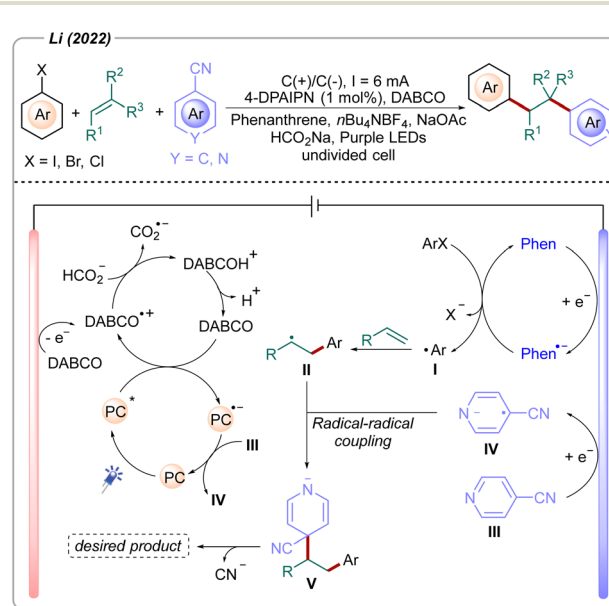 Li (2022)
X
Ar
+
R1
R2
R3
+
CN
Ar
Y
X = I, Br, Cl
Y = C, N
C(+)/C(-), I = 6 mA
4-DPAIPN (1 mol%), DABCO
Phenanthrene, nBu4NBF4, NaOAc
HCO2Na, Purple LEDs
undivided cell
Ar
R2 R3
R1
Ar
CO2•−
HCO2−
DABCOH+
H+
DABCO•+
DABCO
- e−
DABCO
PC*
PC•−
III
PC
IV
ArX
Phen
X−
+ e−
•Ar
Phen•−
I
R
R
•
Ar
II
Radical-radical
coupling
N
−
•
CN
IV
+ e−
N
CN
III
N
−
NC
R
Ar
V
CN−
desired product